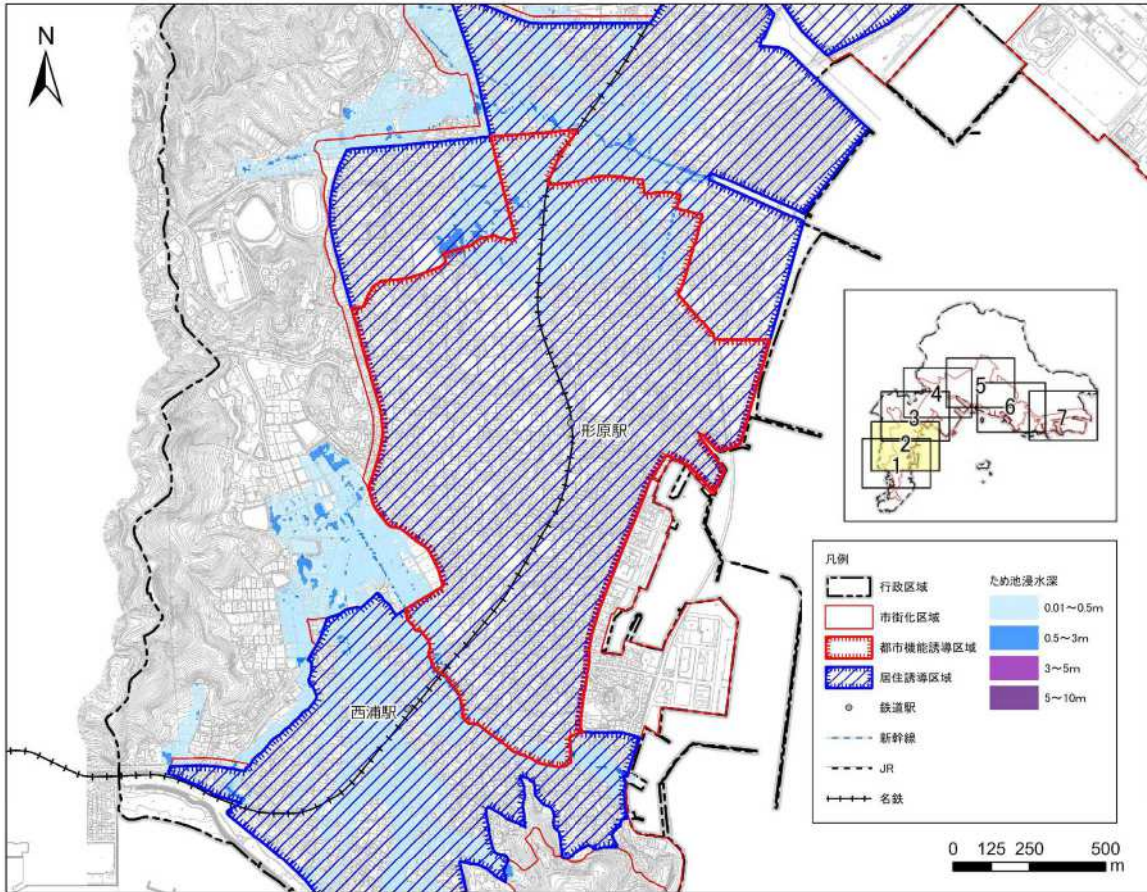 N
形原駅
西浦駅
1
2
3
4
5
6
7
凡例
行政区域
市街化区域
都市機能誘導区域
居住誘導区域
鉄道駅
新幹線
JR
名鉄
ため池浸水深
0.01~0.5m
0.5~3m
3~5m
5~10m
0 125 250 500
m